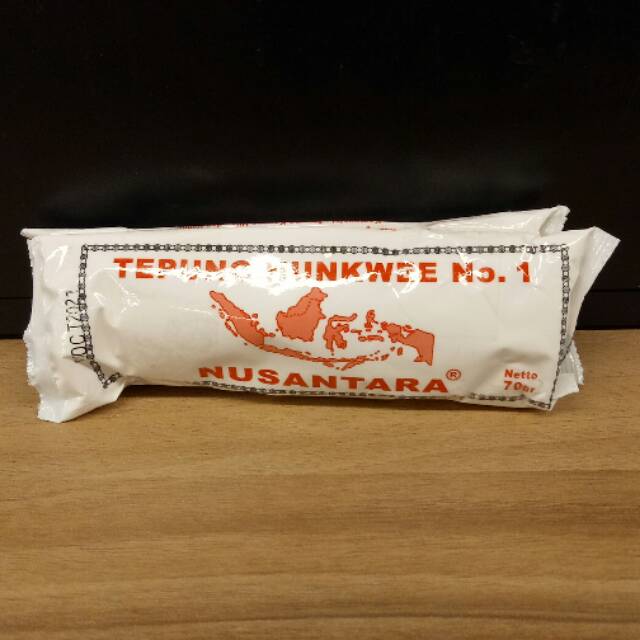 TEPUNG HUNKWEE No. 1
NUSANTARA®
Netto
70gr